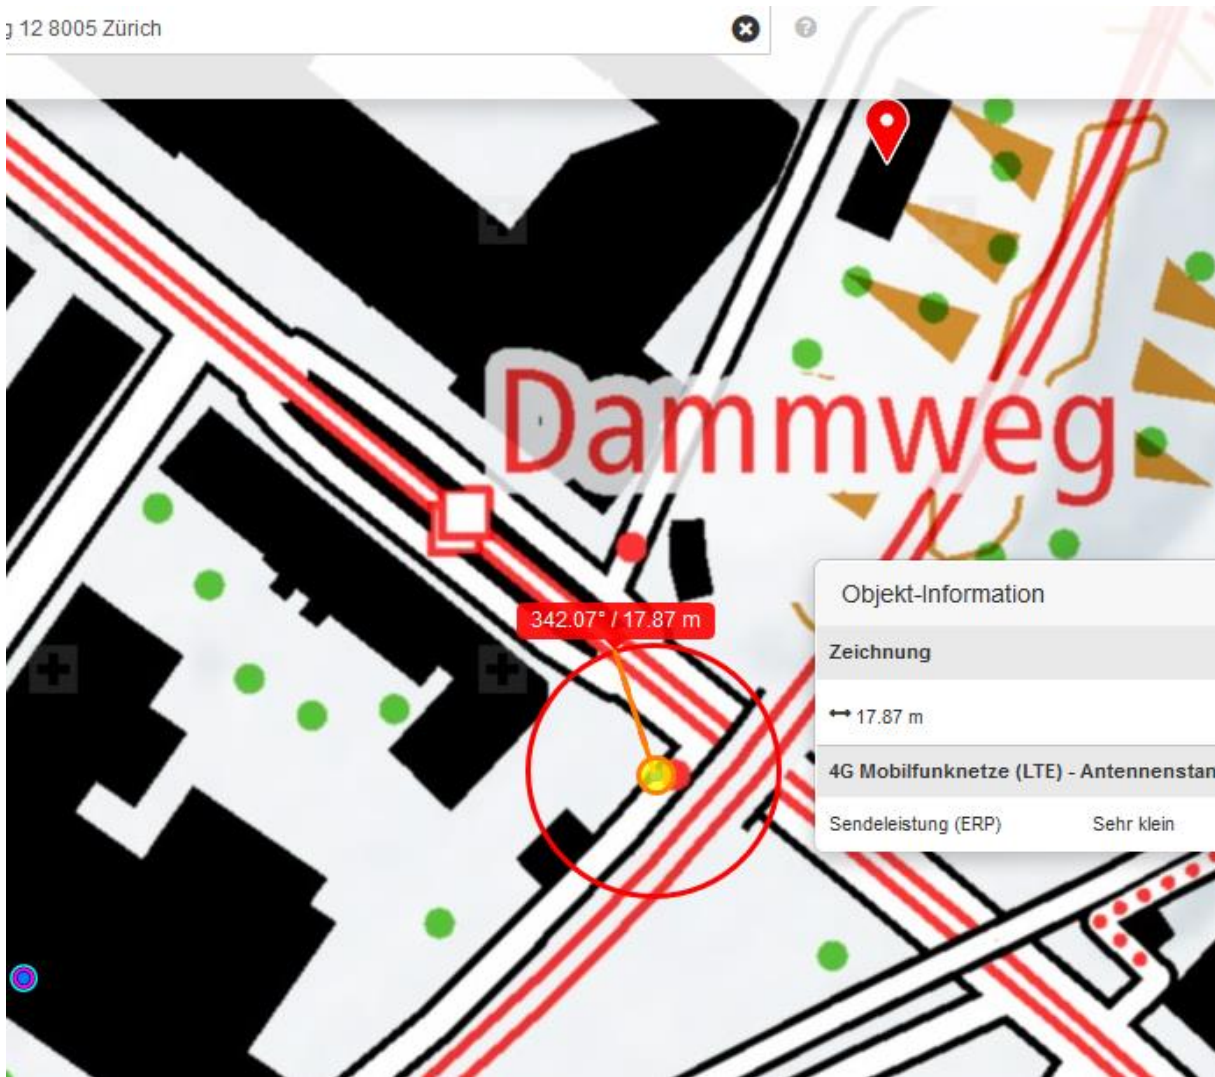 12 8005 Zürich
Dammweg
342.07° / 17.87 m
Objekt-Information
Zeichnung
17.87 m
4G Mobilfunknetze (LTE) - Antennenstan
Sendeleistung (ERP) Sehr klein